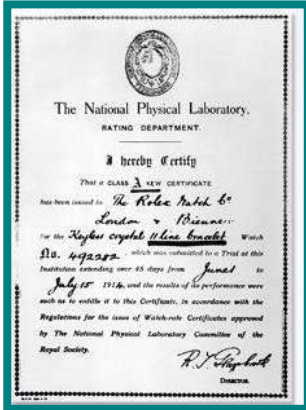 The National Physical Laboratory.
RATING DEPARTMENT.
I hereby Certify
That a CLASS A KEW CERTIFICATE
has been issued to The Rolex Watch Co
London & Bienne
for the Keyless crystal 11 line bracelet Watch
No. 492282, which was submitted to a Trial at this
Institution extending over 45 days from June 1 to
July 15 1914, and the results of its performance were
such as to entitle it to this Certificate, in accordance with the
Regulations for the issue of Watch-rate Certificates approved
by The National Physical Laboratory Committee of the
Royal Society.
DIRECTOR.